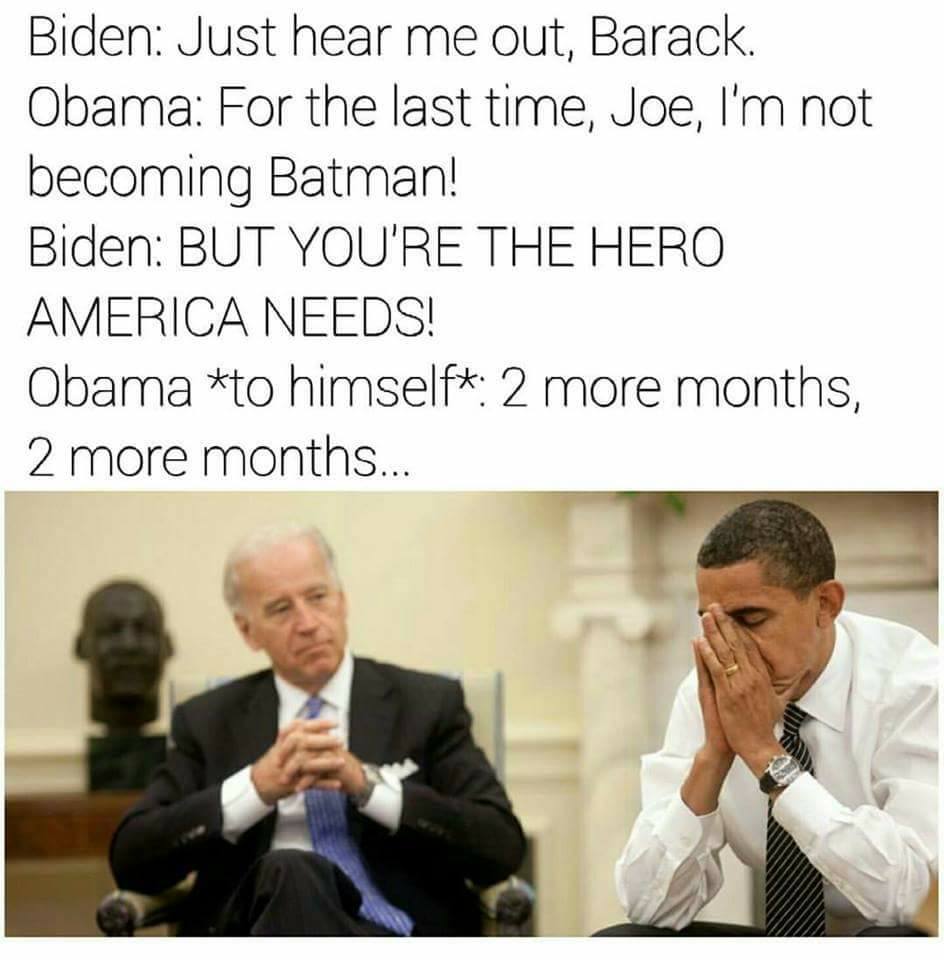 Biden: Just hear me out, Barack.
Obama: For the last time, Joe, I'm not
becoming Batman!
Biden: BUT YOU'RE THE HERO
AMERICA NEEDS!
Obama *to himself*: 2 more months,
2 more months...